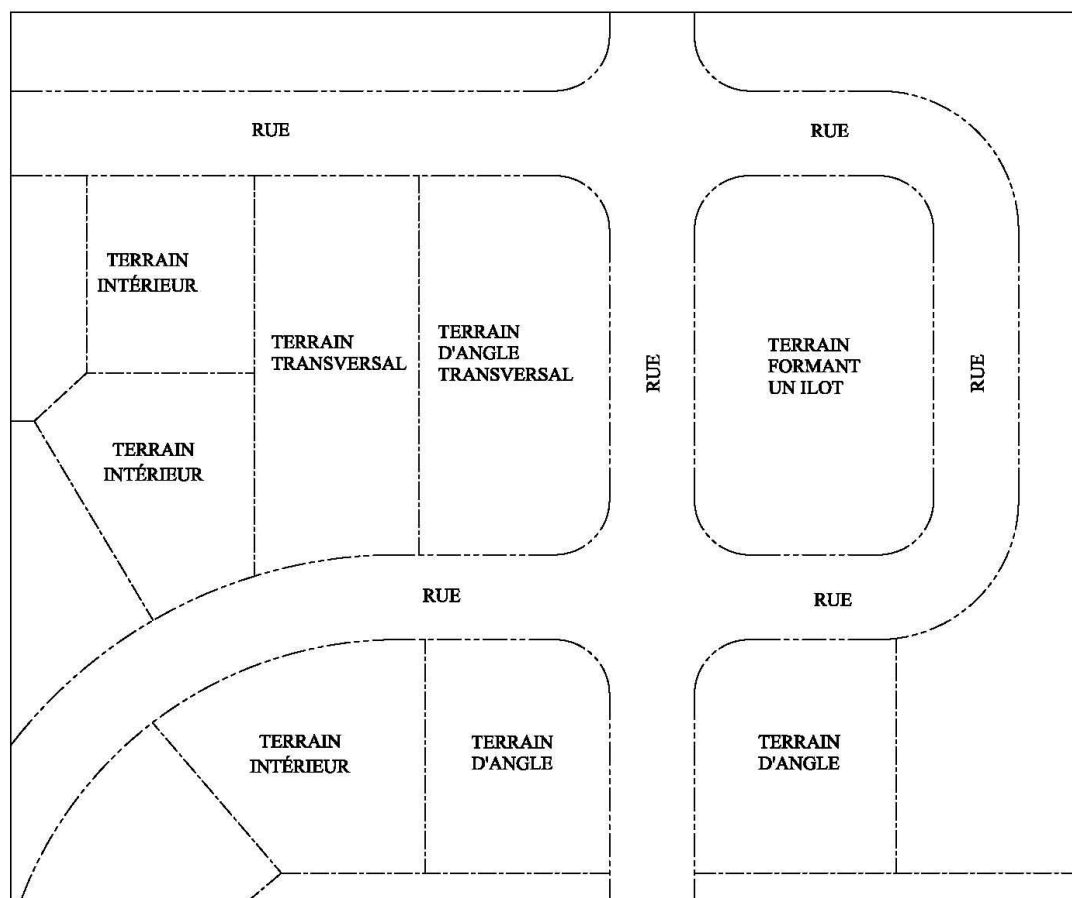 RUE
RUE
TERRAIN
INTÉRIEUR
TERRAIN
TRANSVERSAL
TERRAIN
D'ANGLE
TRANSVERSAL
RUE
TERRAIN
FORMANT
UN ILOT
RUE
TERRAIN
INTÉRIEUR
RUE
RUE
TERRAIN
INTÉRIEUR
TERRAIN
D'ANGLE
TERRAIN
D'ANGLE